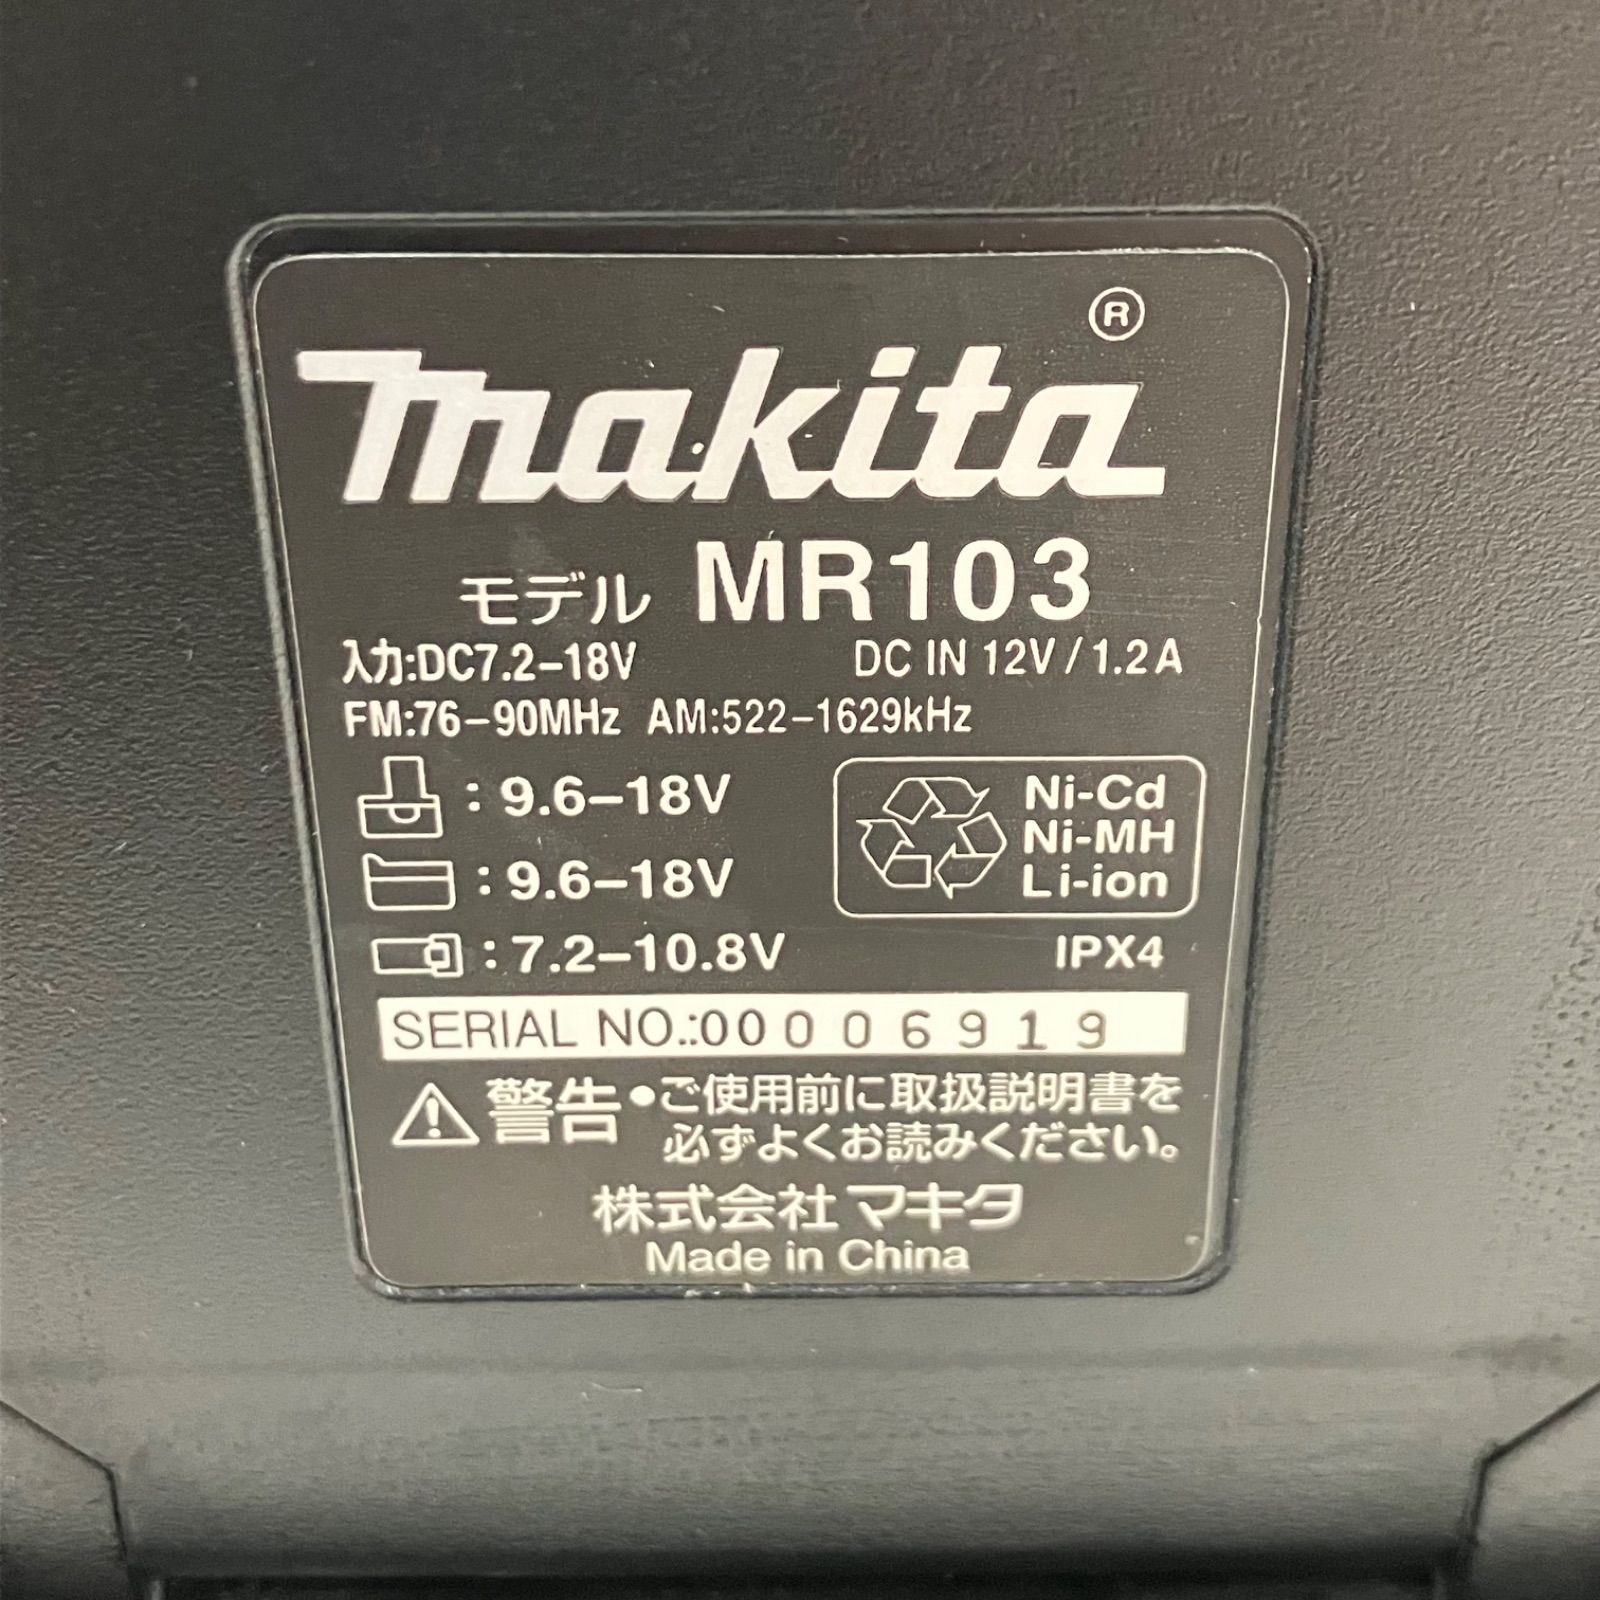 makita®
モデル MR103
入力:DC7.2-18V DC IN 12V/1.2A
FM:76-90MHz AM:522-1629kHz
: 9.6-18V
: 9.6-18V
: 7.2-10.8V
Ni-Cd
Ni-MH
Li-ion
IPX4
SERIAL NO.:000006919
警告 •ご使用前に取扱説明書を
必ずよくお読みください。
株式会社マキタ
Made in China